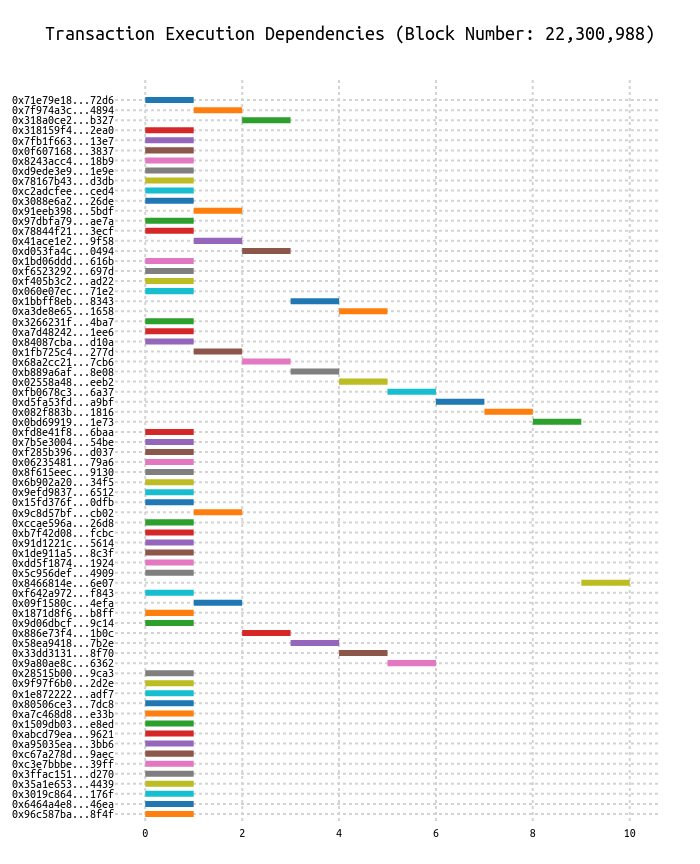 Transaction Execution Dependencies (Block Number: 22,300,988)
0x71e79e18...72d6
0x7f974a3c...4894
0x318a0ce2...b327
0x318159f4...2ea0
0x7fb1f663...13e7
0x0f607168...3837
0x8243acc4...18b9
0xd9ede3e9...1e9e
0x78167b43...d3db
0xc2adcfee...ced4
0x3088e6a2...26de
0x91eeb398...5bdf
0x97dbfa79...ae7a
0x78844f21...3ecf
0x41ace1e2...9f58
0xd053fa4c...0494
0x1bd06ddd...616b
0xf6523292...697d
0xf405b3c2...ad22
0x060e07ec...71e2
0x1bbff8eb...8343
0xa3de8e65...1658
0x3266231f...4ba7
0xa7d48242...1ee6
0x84087cba...d10a
0x1fb725c4...277d
0x68a2cc21...7cb6
0xb889a6af...8e08
0x02558a48...eeb2
0xfb0678c3...6a37
0xd5fa53fd...a9bf
0x082f883b...1816
0x0bd69919...1e73
0xfd8e41f8...6baa
0x7b5e3004...54be
0xf285b396...d037
0x06235481...79a6
0x8f615eec...9130
0x6b902a20...34f5
0x9efd9837...6512
0x15fd376f...0dfb
0x9c8d57bf...cb02
0xccae596a...26d8
0xb7f42d08...fcbc
0x91d1221c...5614
0x1de911a5...8c3f
0xdd5f1874...1924
0x5c956def...4909
0x8466814e...6e07
0xf642a972...f843
0x09f1580c...4efa
0x1871d8f6...b8ff
0x9d06dbcf...9c14
0x886e73f4...1b0c
0x58ea9418...7b2e
0x33dd3131...8f70
0x9a80ae8c...6362
0x28515b00...9ca3
0x9f97f6b0...2d2e
0x1e872222...adf7
0x80506ce3...7dc8
0xa7c468d8...e33b
0x1509db03...e8ed
0xabcd79ea...9621
0xa95035ea...3bb6
0xc67a278d...9aec
0xc3e7bbbe...39ff
0x3ffac151...d270
0x35a1e653...4439
0x3019c864...176f
0x6464a4e8...46ea
0x96c587ba...8f4f
0 2 4 6 8 10